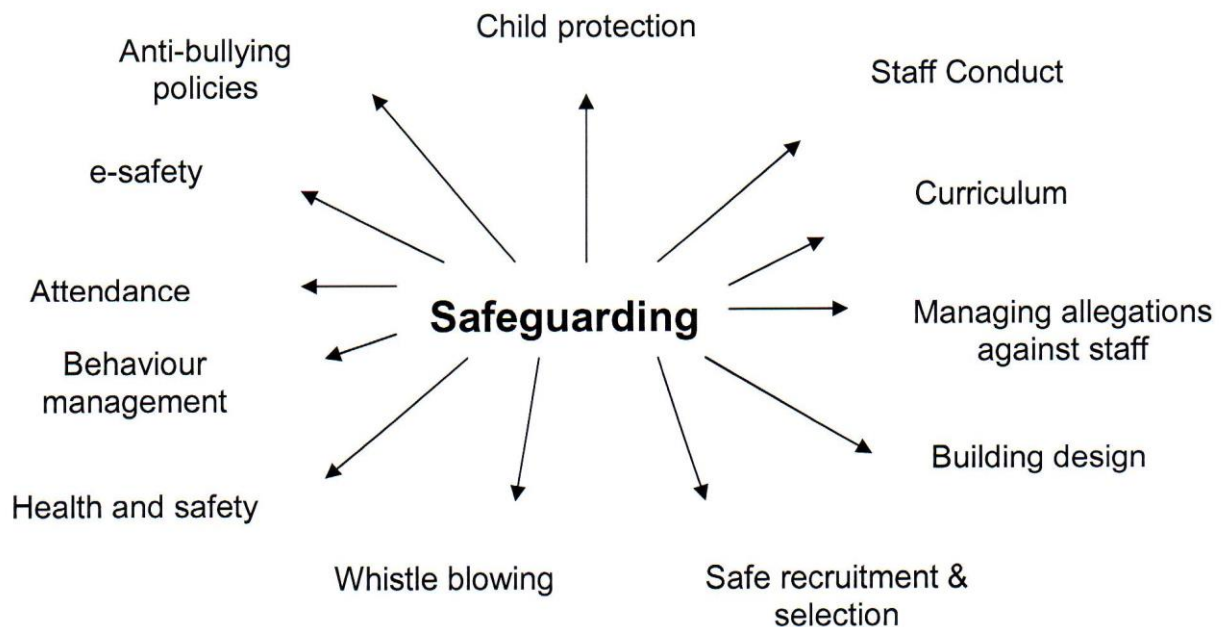 Child protection
Anti-bullying
policies
Staff Conduct
e-safety
Curriculum
Attendance
Safeguarding
Managing allegations
against staff
Behaviour
management
Building design
Health and safety
Whistle blowing
Safe recruitment &
selection